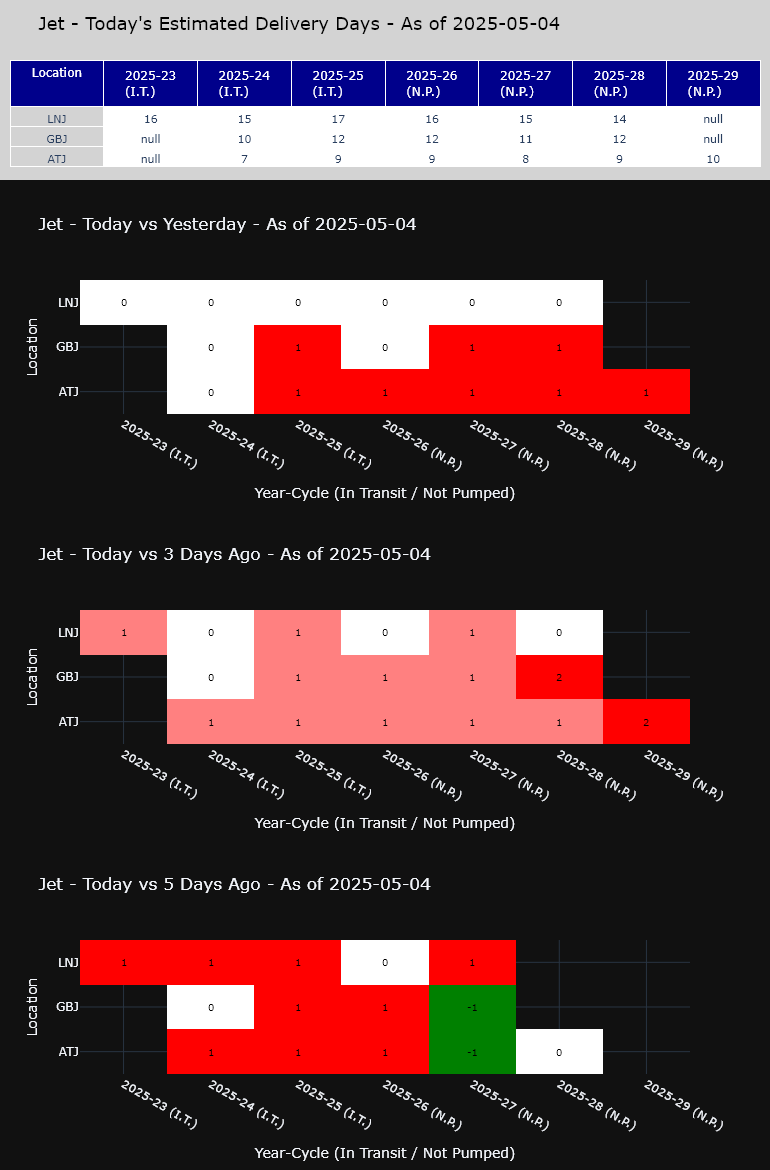 Jet - Today's Estimated Delivery Days - As of 2025-05-04
Location 2025-23 (I.T.) 2025-24 (I.T.) 2025-25 (I.T.) 2025-26 (N.P.) 2025-27 (N.P.) 2025-28 (N.P.) 2025-29 (N.P.)
LNJ 16 15 17 16 15 14 null
GBJ null 10 12 12 11 12 null
ATJ null 7 9 9 8 9 10
Jet - Today vs Yesterday - As of 2025-05-04
Location
LNJ 0 0 0 0 0 0
GBJ 0 1 0 1 1
ATJ 0 1 1 1 1 1
2025-23 (I.T.) 2025-24 (I.T.) 2025-25 (I.T.) 2025-26 (N.P.) 2025-27 (N.P.) 2025-28 (N.P.) 2025-29 (N.P.)
Year-Cycle (In Transit / Not Pumped)
Jet - Today vs 3 Days Ago - As of 2025-05-04
Location
LNJ 1 0 1 0 1 0
GBJ 0 1 1 1 2
ATJ 1 1 1 1 1 2
2025-23 (I.T.) 2025-24 (I.T.) 2025-25 (I.T.) 2025-26 (N.P.) 2025-27 (N.P.) 2025-28 (N.P.) 2025-29 (N.P.)
Year-Cycle (In Transit / Not Pumped)
Jet - Today vs 5 Days Ago - As of 2025-05-04
Location
LNJ 1 1 1 0 1
GBJ 0 1 1 -1
ATJ 1 1 1 -1 0
2025-23 (I.T.) 2025-24 (I.T.) 2025-25 (I.T.) 2025-26 (N.P.) 2025-27 (N.P.) 2025-28 (N.P.) 2025-29 (N.P.)
Year-Cycle (In Transit / Not Pumped)